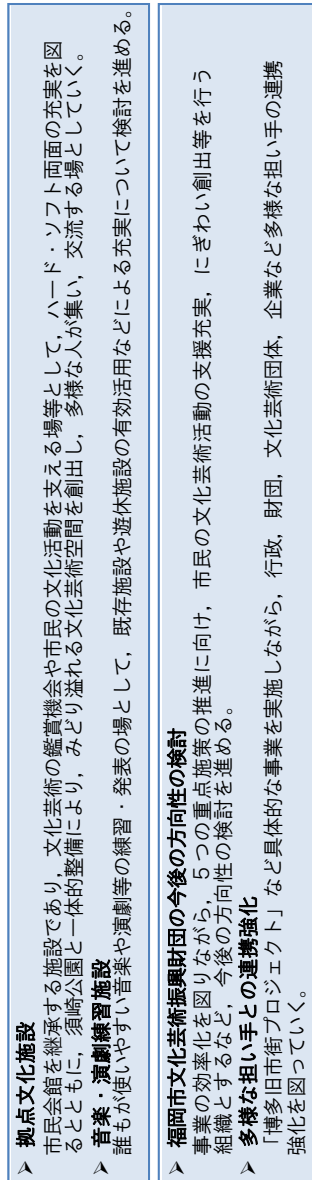 ➢ 拠点文化施設
市民会館を継承する施設であり，文化芸術の鑑賞機会や市民の文化活動を支える場等として，ハード・ソフト両面の充実を図
るとともに，須崎公園と一体的整備により，みどり溢れる文化芸術空間を創出し，多様な人が集い，交流する場としていく。
➢ 音楽・演劇練習施設
誰もが使いやすい音楽や演劇等の練習・発表の場として，既存施設や遊休施設の有効活用などによる充実について検討を進める。
➢ 福岡市文化芸術振興財団の今後の方向性の検討
事業の効率化を図りながら，５つの重点施策の推進に向け，市民の文化芸術活動の支援充実，にぎわい創出等を行う
組織とするなど，今後の方向性の検討を進める。
➢ 多様な担い手との連携強化
「博多旧市街プロジェクト」など具体的な事業を実施しながら，行政，財団，文化芸術団体，企業など多様な担い手の連携
強化を図っていく。